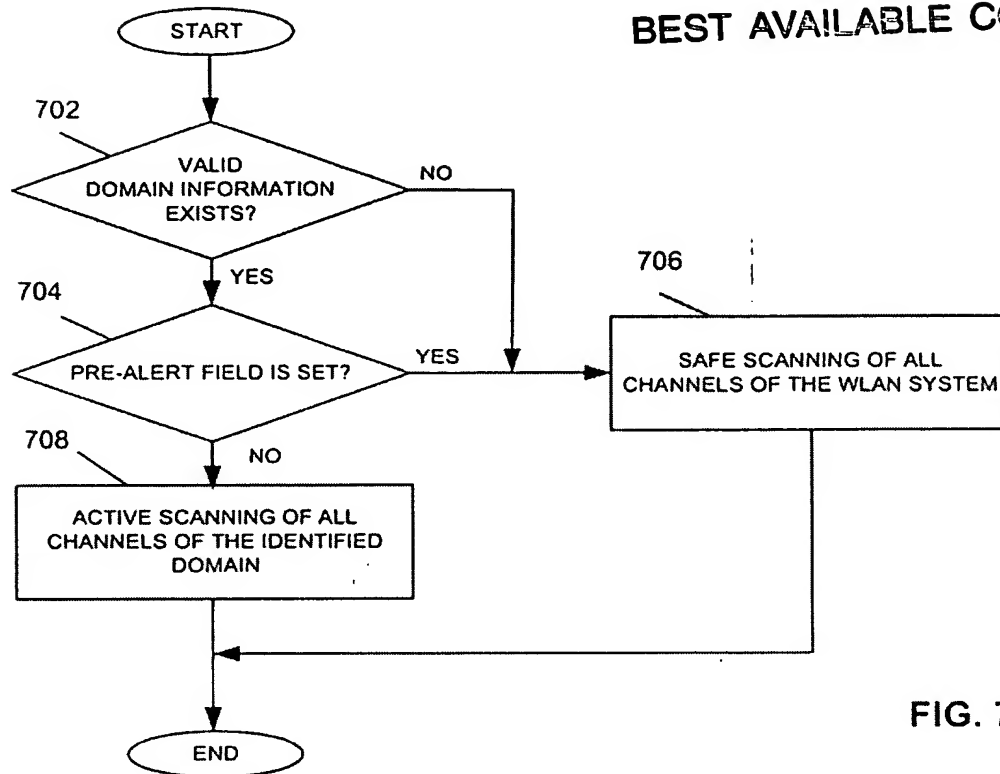 BEST AVAILABLE
START
702
VALID
DOMAIN INFORMATION
EXISTS?
NO
YES
704
PRE-ALERT FIELD IS SET?
YES
706
SAFE SCANNING OF ALL
CHANNELS OF THE WLAN SYSTEM
NO
708
ACTIVE SCANNING OF ALL
CHANNELS OF THE IDENTIFIED
DOMAIN
END
FIG. 7